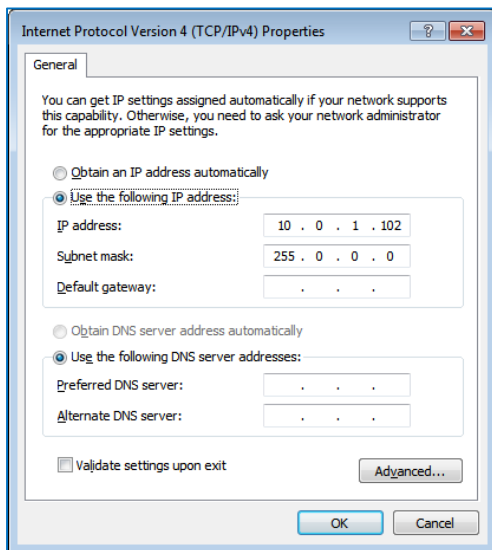 Internet Protocol Version 4 (TCP/IPv4) Properties
General
You can get IP settings assigned automatically if your network supports
this capability. Otherwise, you need to ask your network administrator
for the appropriate IP settings.
Obtain an IP address automatically
Use the following IP address:
IP address: 10 . 0 . 1 . 102
Subnet mask: 255 . 0 . 0 . 0
Default gateway: . . .
Obtain DNS server address automatically
Use the following DNS server addresses:
Preferred DNS server: . . .
Alternate DNS server: . . .
Validate settings upon exit
Advanced...
OK Cancel